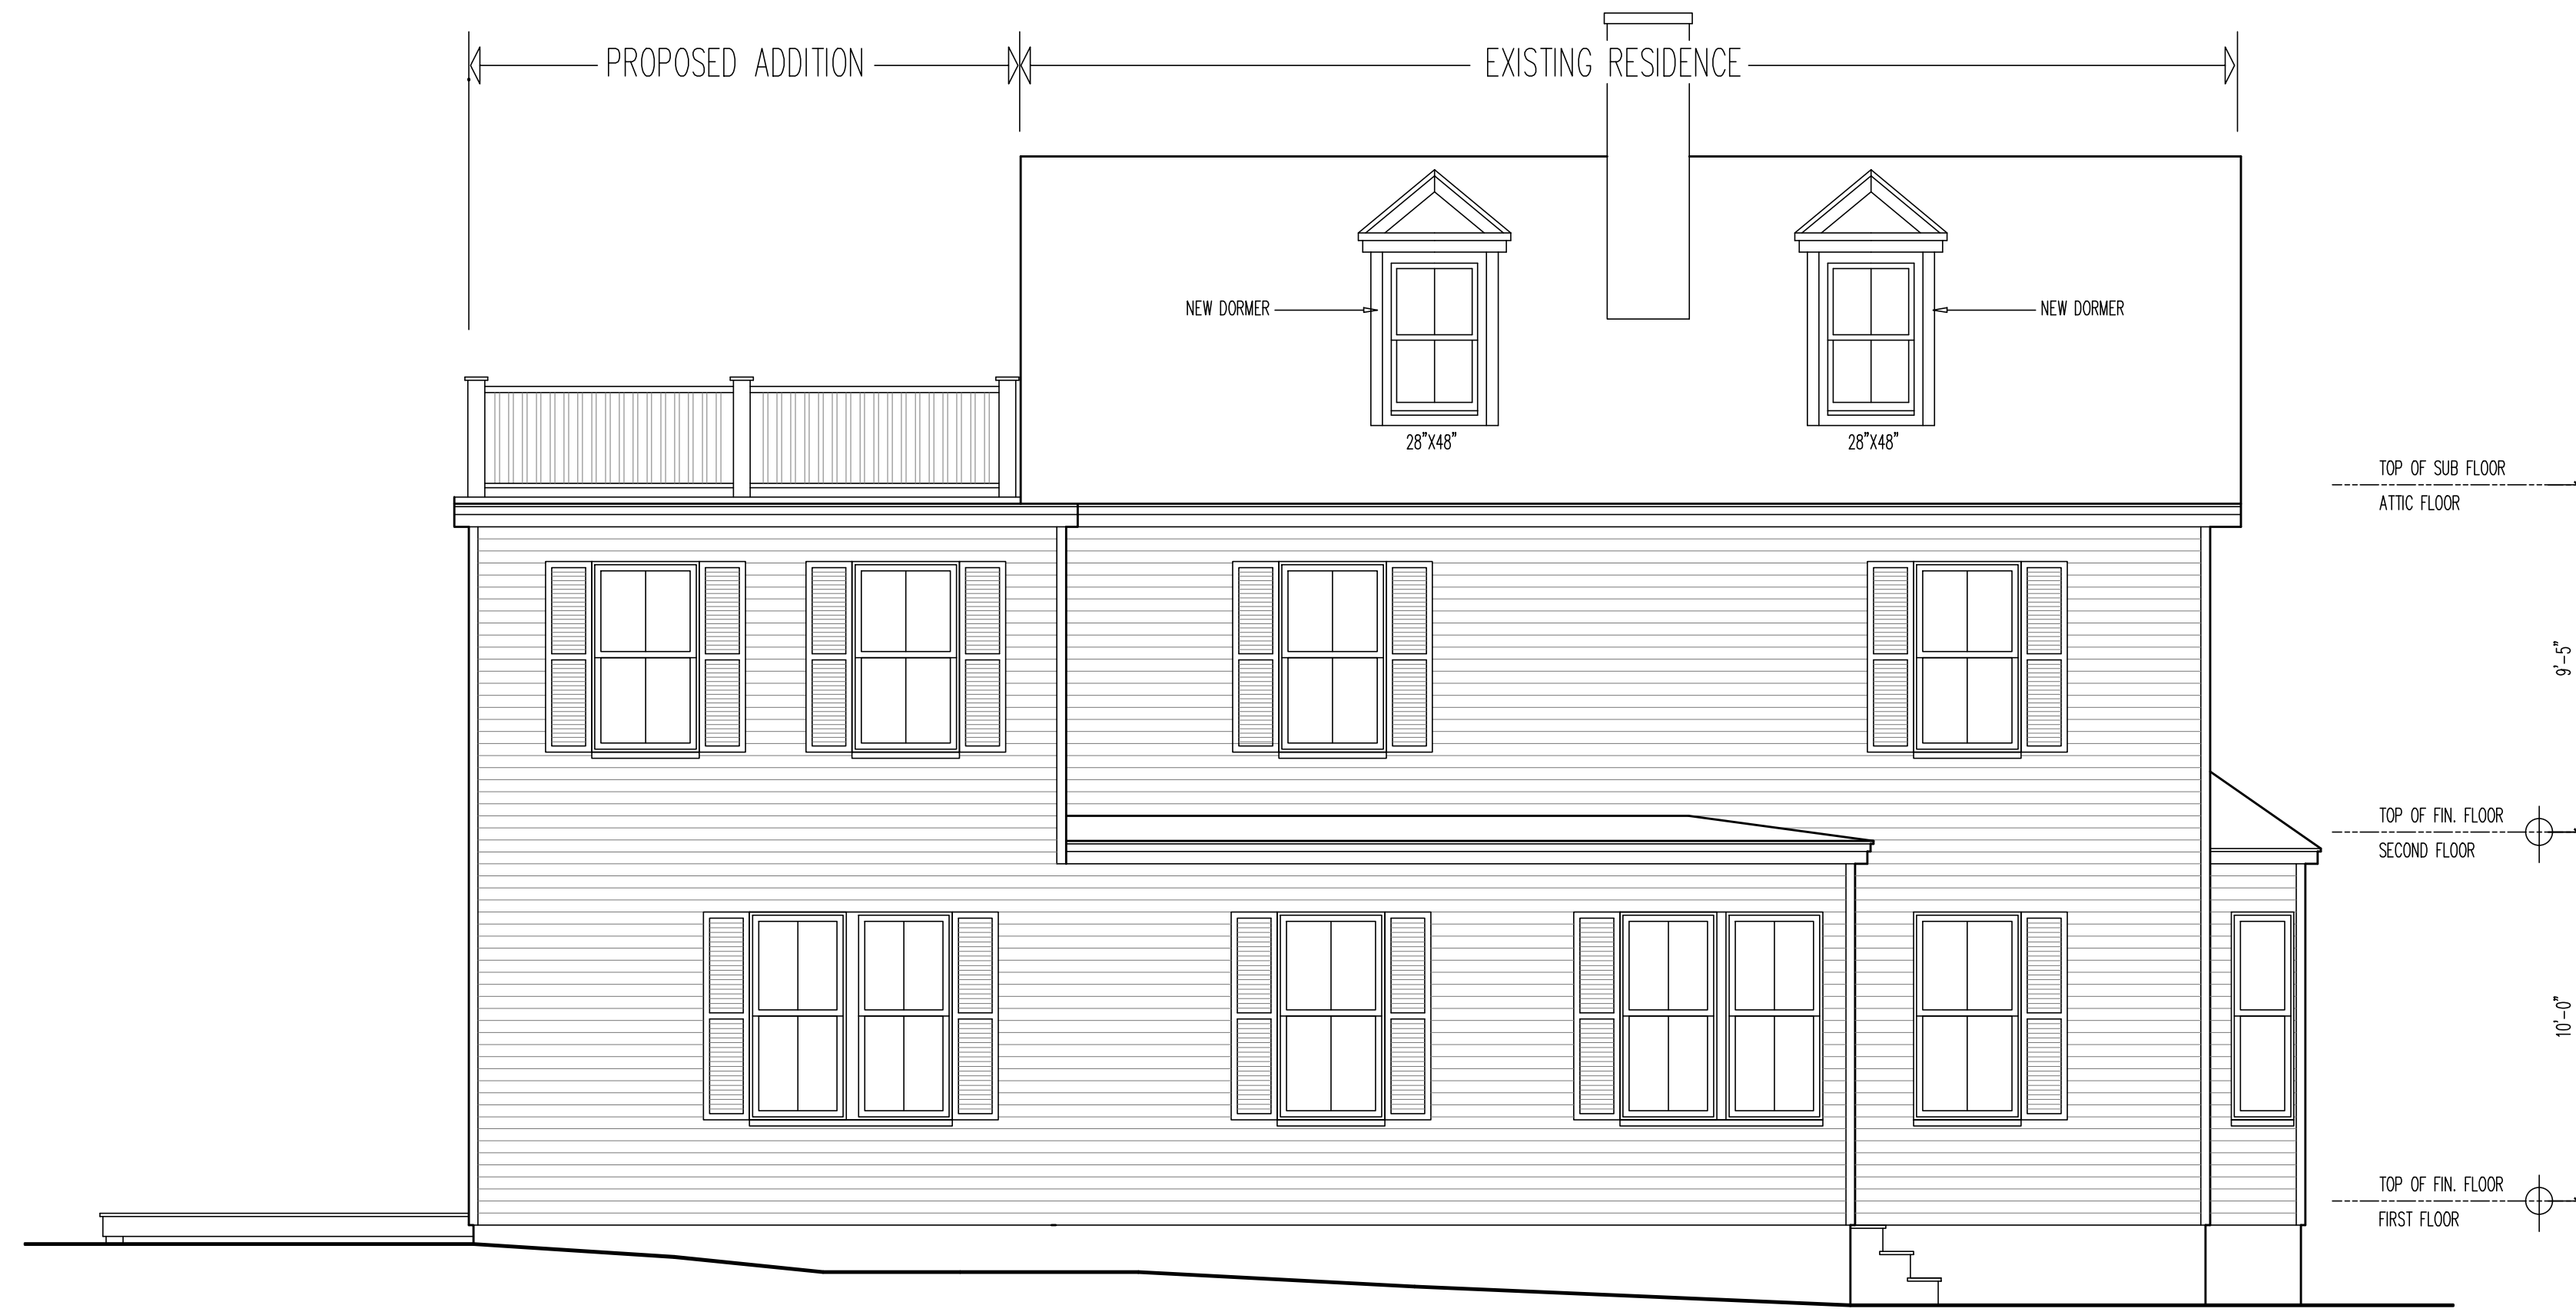 PROPOSED ADDITION
EXISTING RESIDENCE
NEW DORMER
NEW DORMER
28"X48"
28"X48"
TOP OF SUB FLOOR
ATTIC FLOOR
9'-5"
TOP OF FIN. FLOOR
SECOND FLOOR
10'-0"
TOP OF FIN. FLOOR
FIRST FLOOR